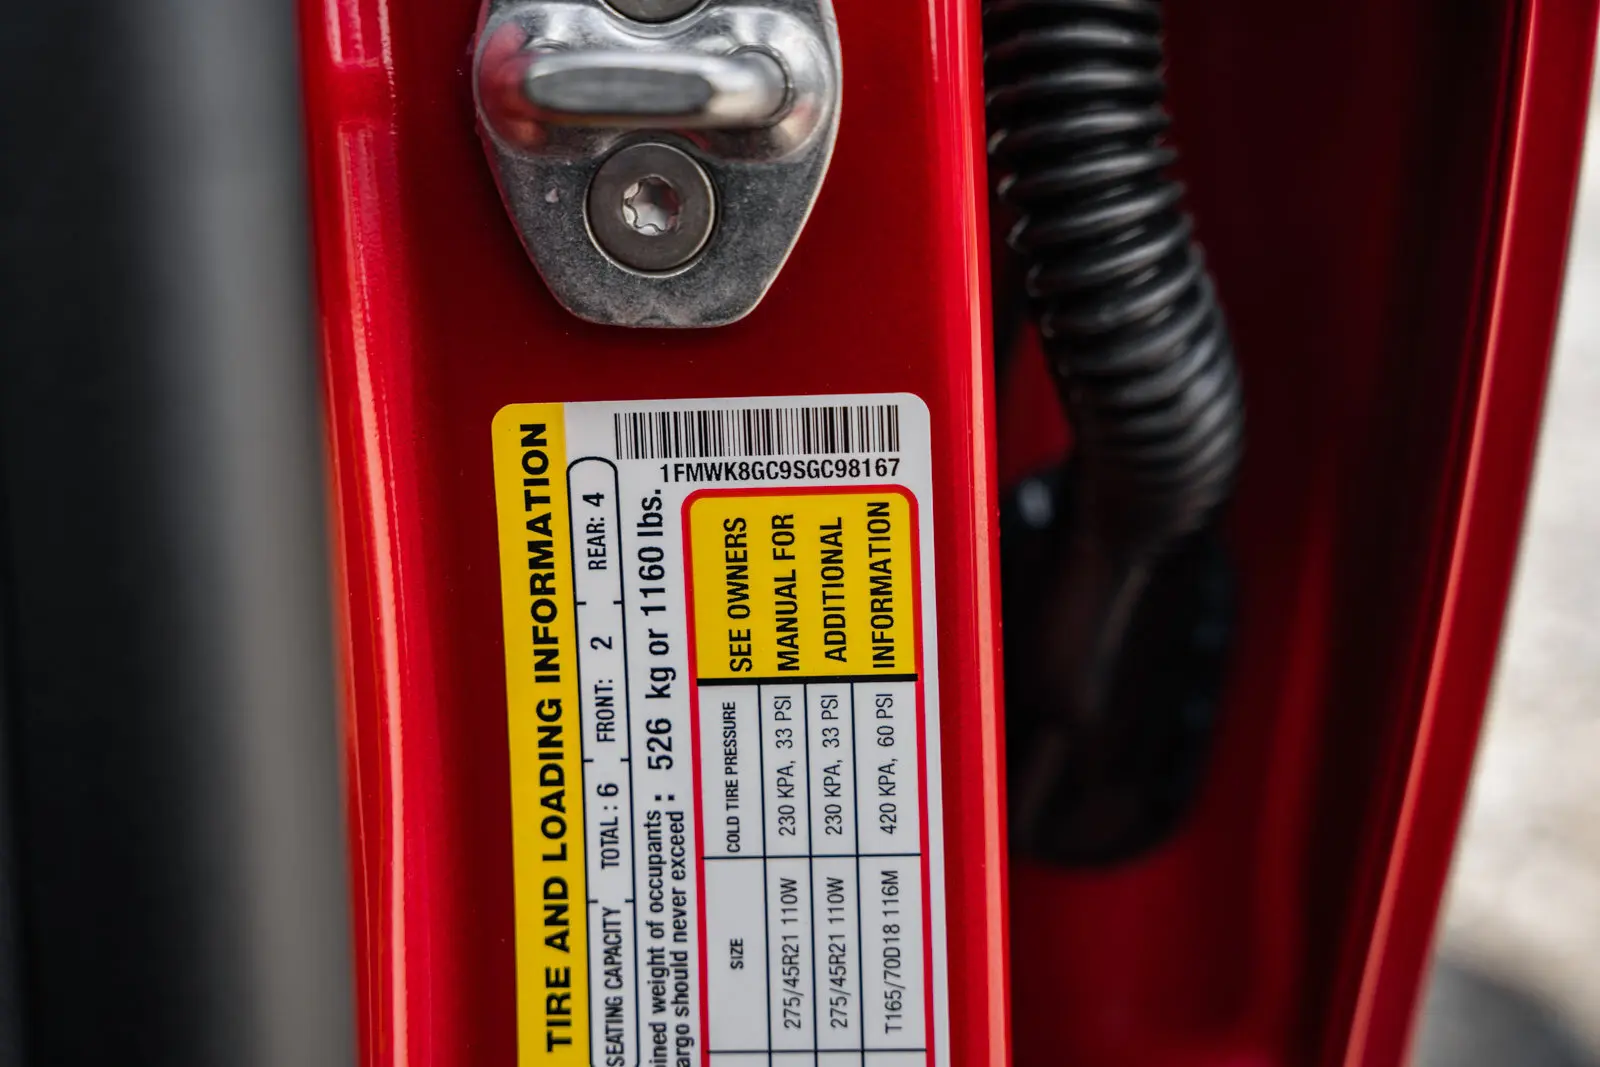 1FMWK8GC9SGC98167
TIRE AND LOADING INFORMATION
SEATING CAPACITY TOTAL : 6 FRONT: 2 REAR: 4
weight of occupants : 526 kg or 1160 lbs.
should never exceed :
SIZE COLD TIRE PRESSURE
275/45R21 110W 230 KPA, 33 PSI
275/45R21 110W 230 KPA, 33 PSI
T165/70D18 116M 420 KPA, 60 PSI
SEE OWNERS
MANUAL FOR
ADDITIONAL
INFORMATION